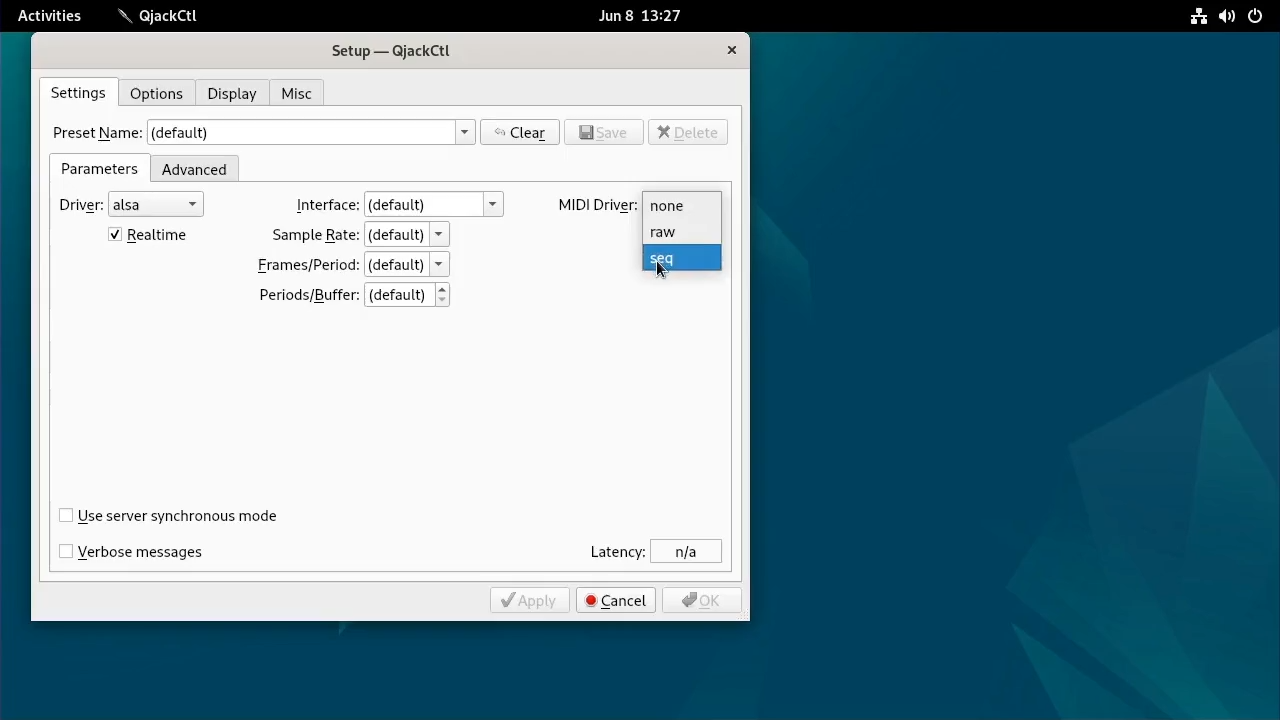 Activities QjackCtl Jun 8 13:27
Setup — QjackCtl ×
Settings Options Display Misc
Preset Name: (default) Clear Save Delete
Parameters Advanced
Driver: alsa Interface: (default) MIDI Driver: none
Realtime Sample Rate: (default) raw
Frames/Period: (default) seq
Periods/Buffer: (default)
Use server synchronous mode
Verbose messages Latency: n/a
Apply Cancel OK